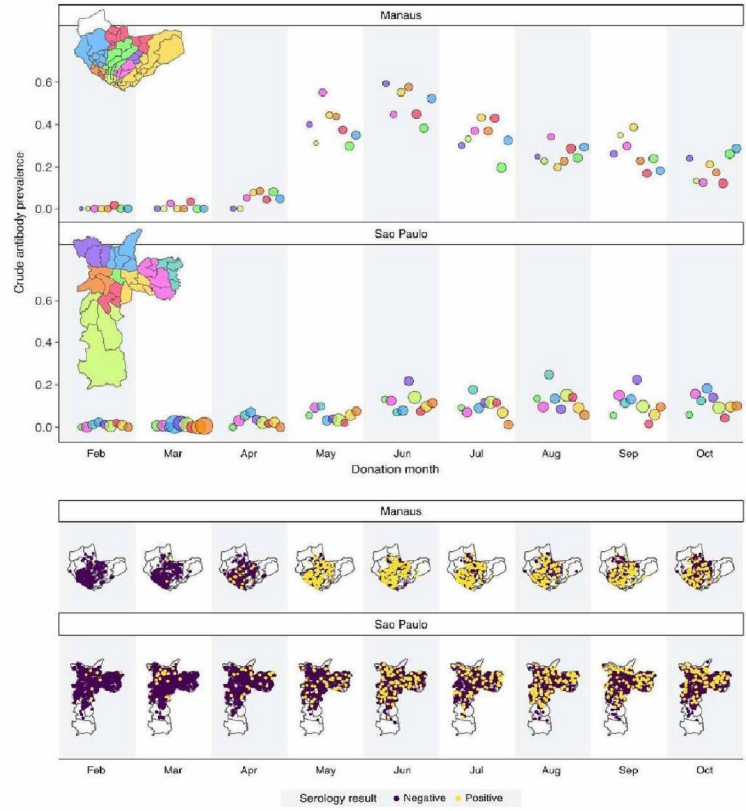 Manaus
0.6
0.4
0.2
0.0
Sao Paulo
0.6
0.4
0.2
0.0
Crude antibody prevalence
Feb Mar Apr May Jun Jul Aug Sep Oct
Donation month
Manaus
Sao Paulo
Feb Mar Apr May Jun Jul Aug Sep Oct
Serology result Negative Positive